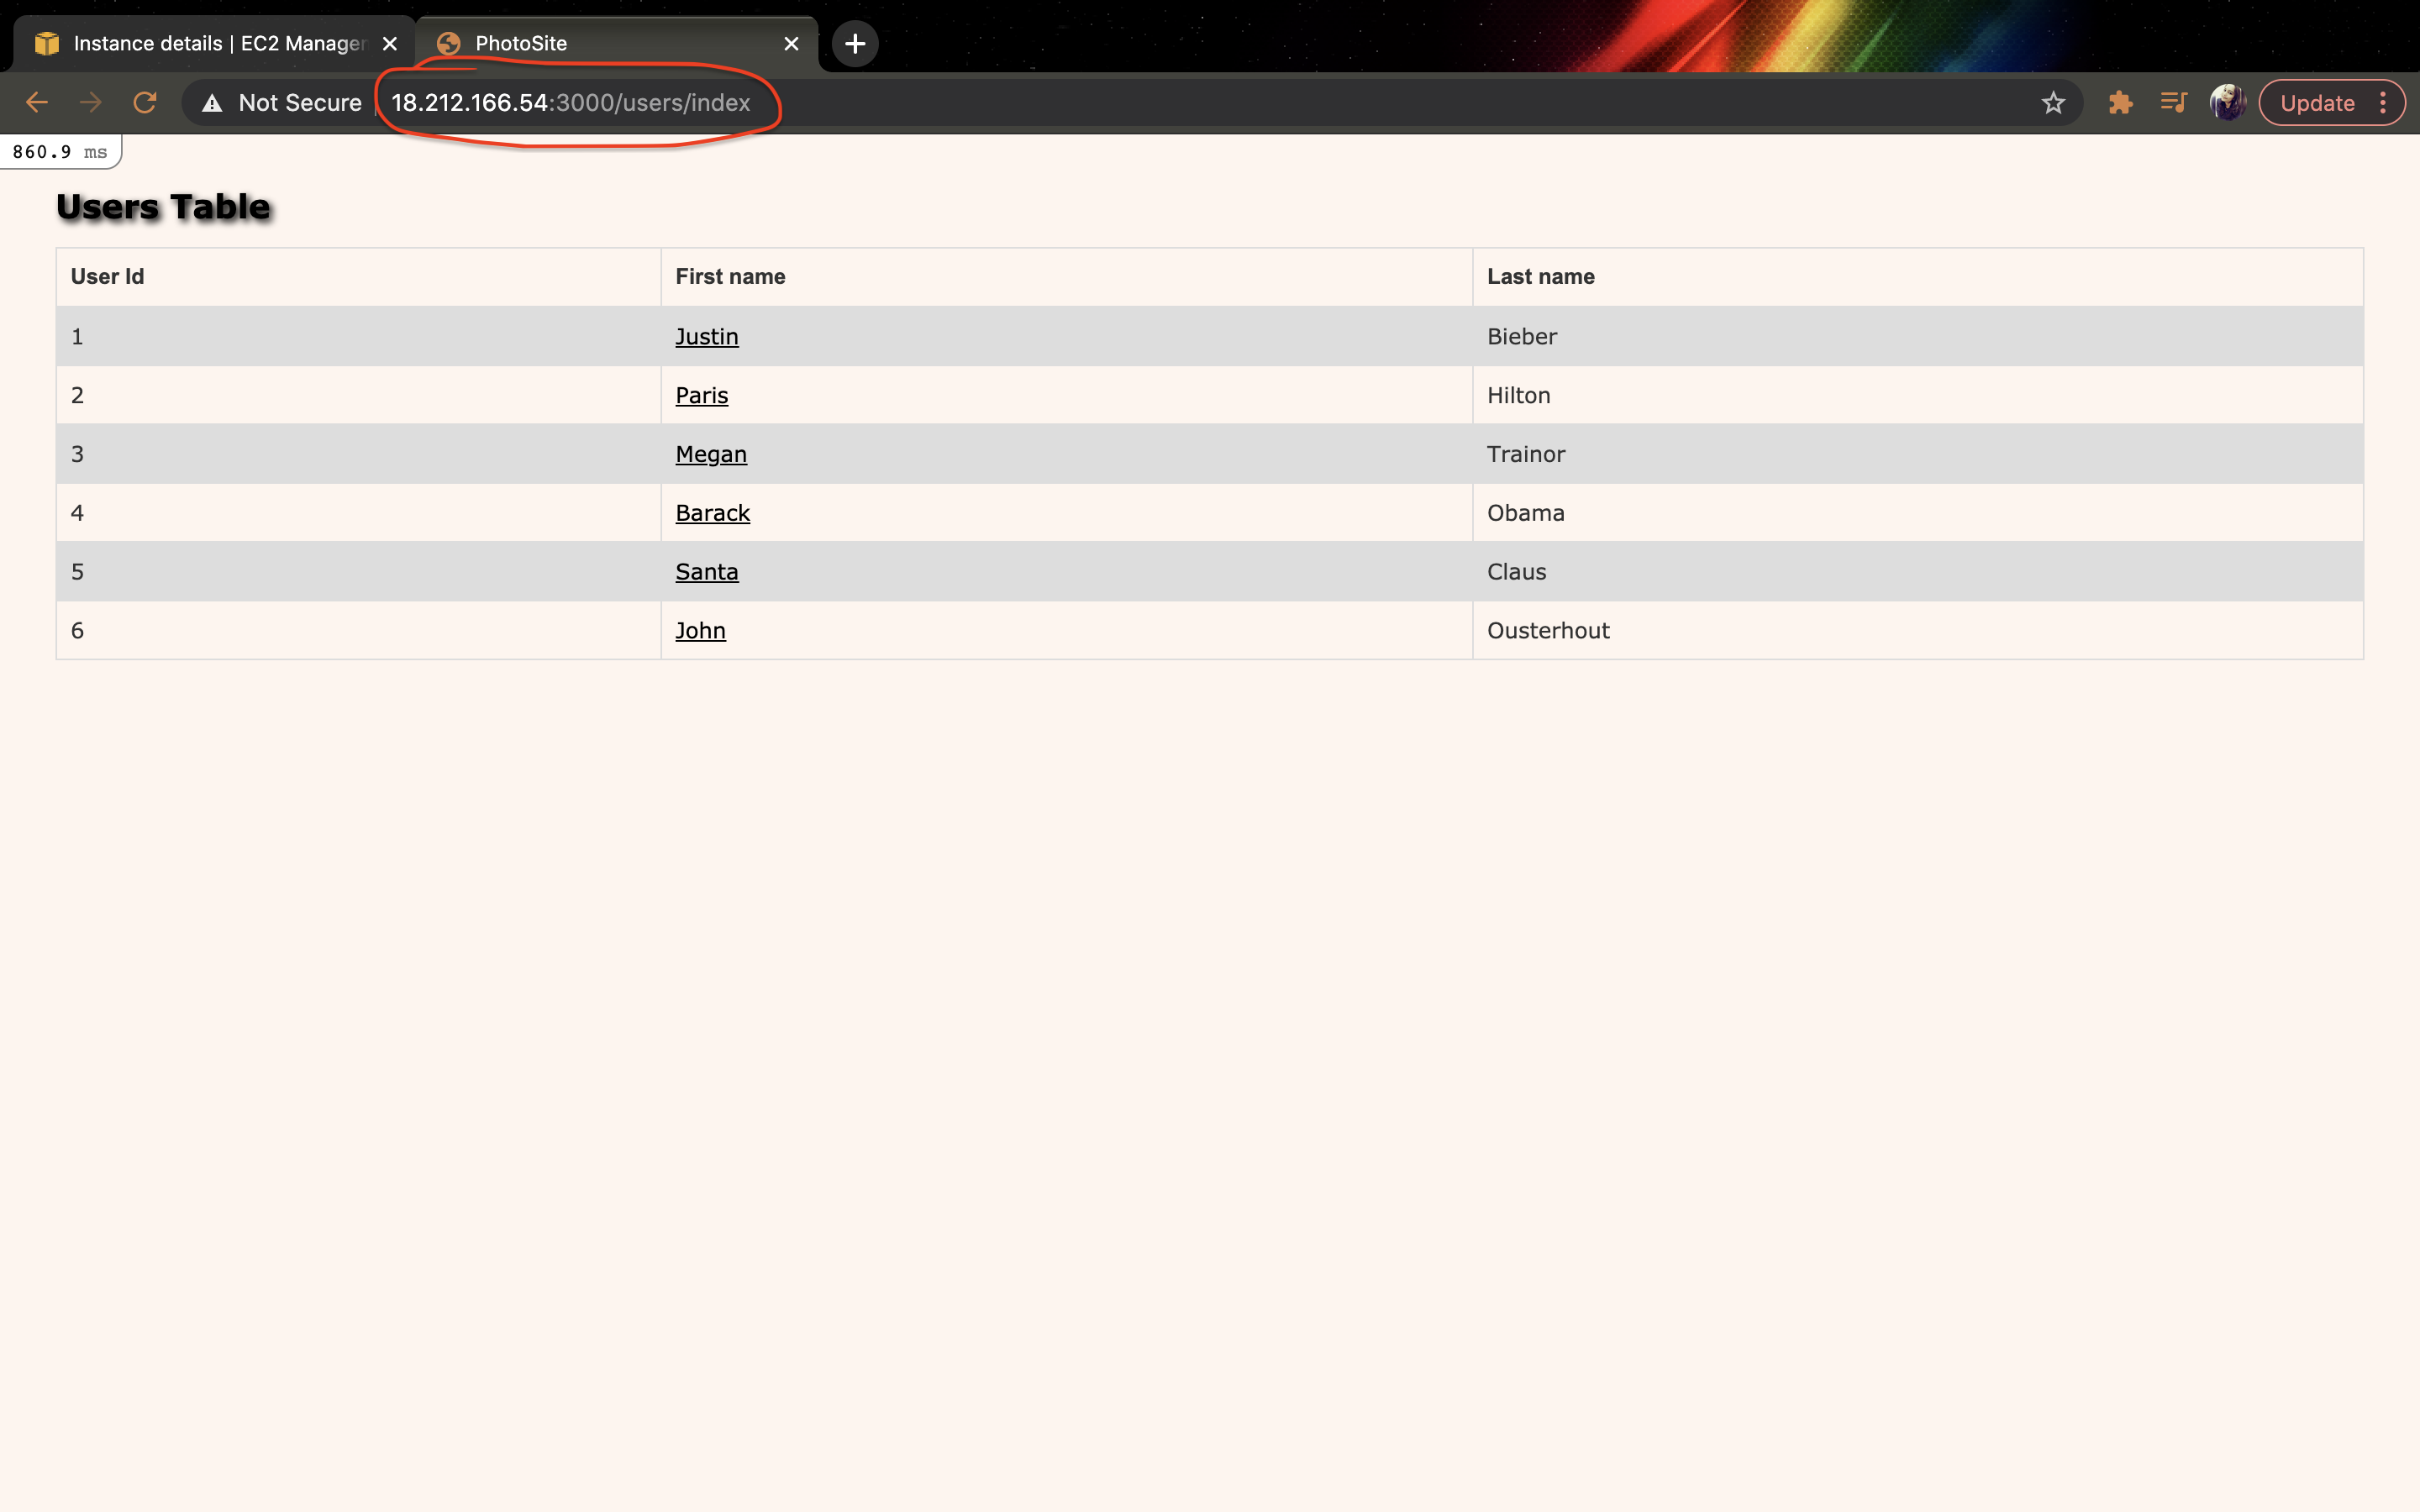 Instance details | EC2 Manager
PhotoSite
Not Secure
18.212.166.54:3000/users/index
Update
860.9 ms
Users Table
User Id First name Last name
1 Justin Bieber
2 Paris Hilton
3 Megan Trainor
4 Barack Obama
5 Santa Claus
6 John Ousterhout